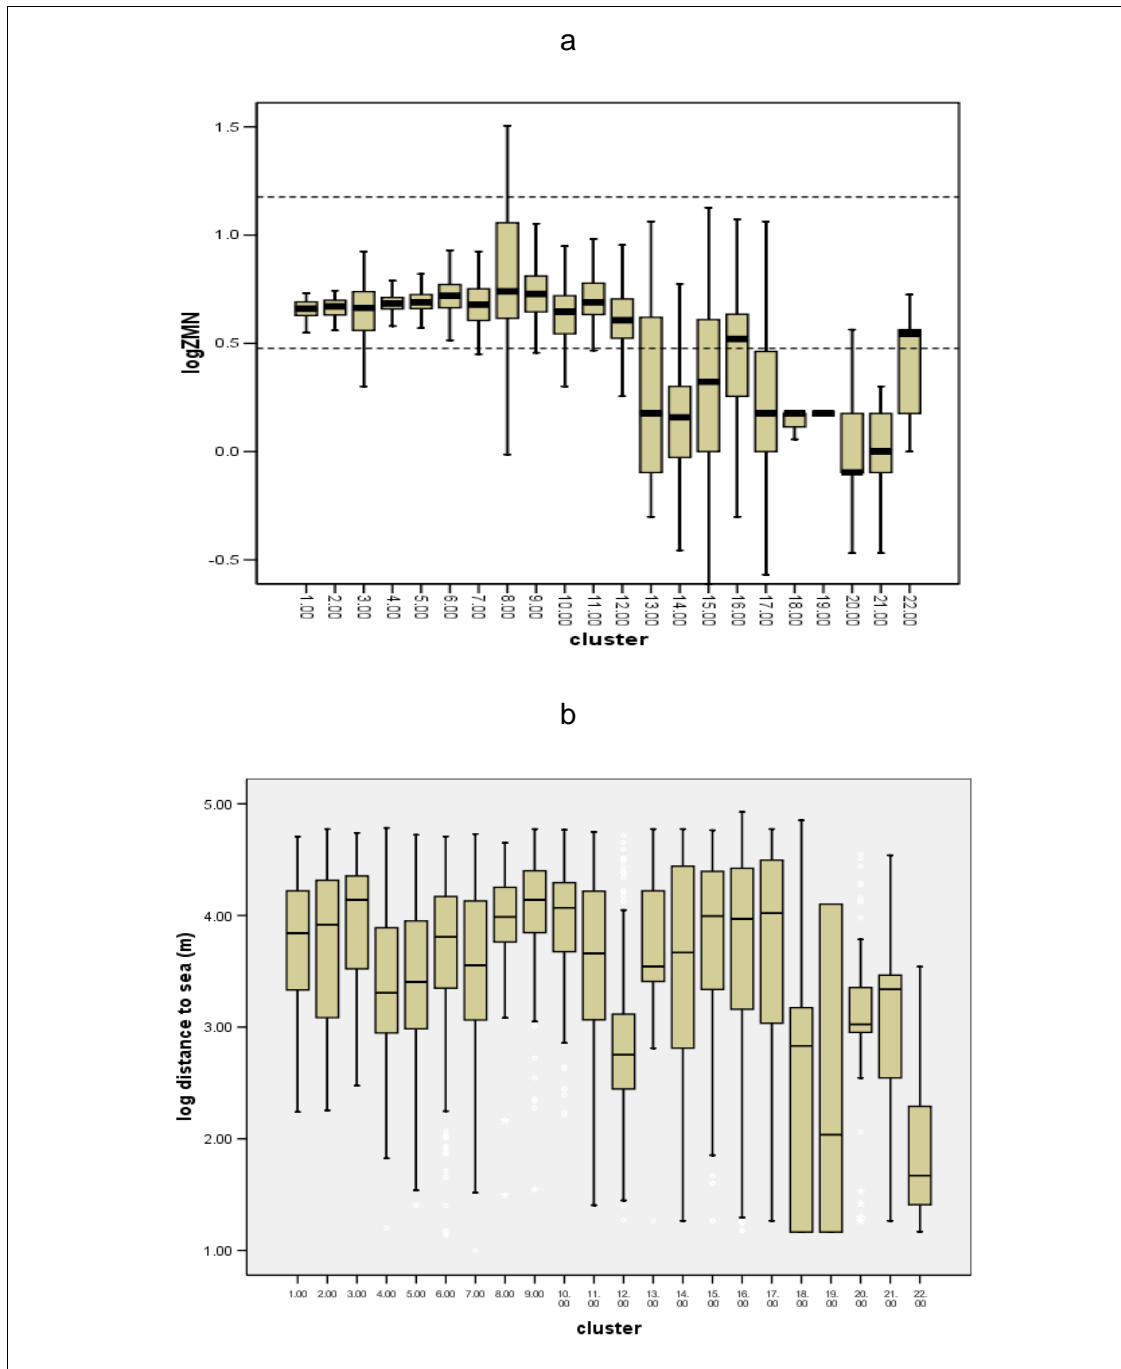 a
1.5
1.0
0.5
0.0
-0.5
logZMN
1.00 2.00 3.00 4.00 5.00 6.00 7.00 8.00 9.00 10.00 11.00 12.00 13.00 14.00 15.00 16.00 17.00 18.00 19.00 20.00 21.00 22.00
cluster
b
5.00
4.00
3.00
2.00
1.00
log distance to sea (m)
1.00 2.00 3.00 4.00 5.00 6.00 7.00 8.00 9.00 10. 11. 12. 13. 14. 15. 16. 17. 18. 19. 20. 21. 22.
00 00 00 00 00 00 00 00 00 00 00 00 00
cluster